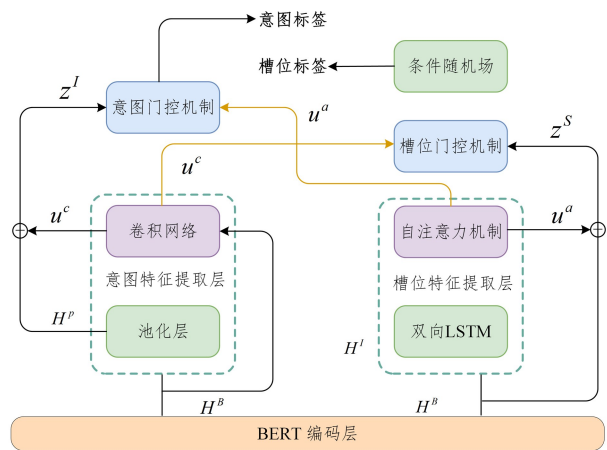 意图标签
槽位标签
条件随机场
z^I
意图门控机制
u^a
槽位门控机制
z^S
u^c
u^c
卷积网络
自注意力机制
u^a
意图特征提取层
槽位特征提取层
H^p
池化层
双向LSTM
H^I
H^B
H^B
BERT 编码层